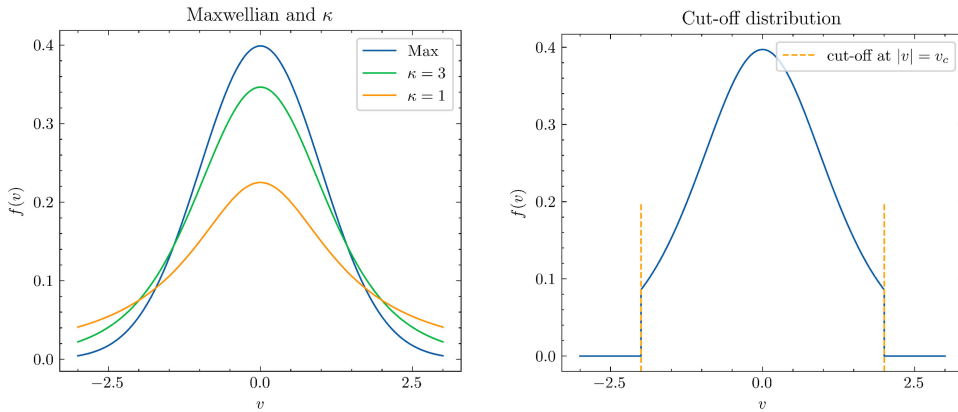 Maxwellian and κ
Max
κ = 3
κ = 1
0.4
0.3
0.2
0.1
0.0
f(v)
−2.5
0.0
2.5
v
Cut-off distribution
cut-off at |v| = v_c
0.4
0.3
0.2
0.1
0.0
f(v)
−2.5
0.0
2.5
v